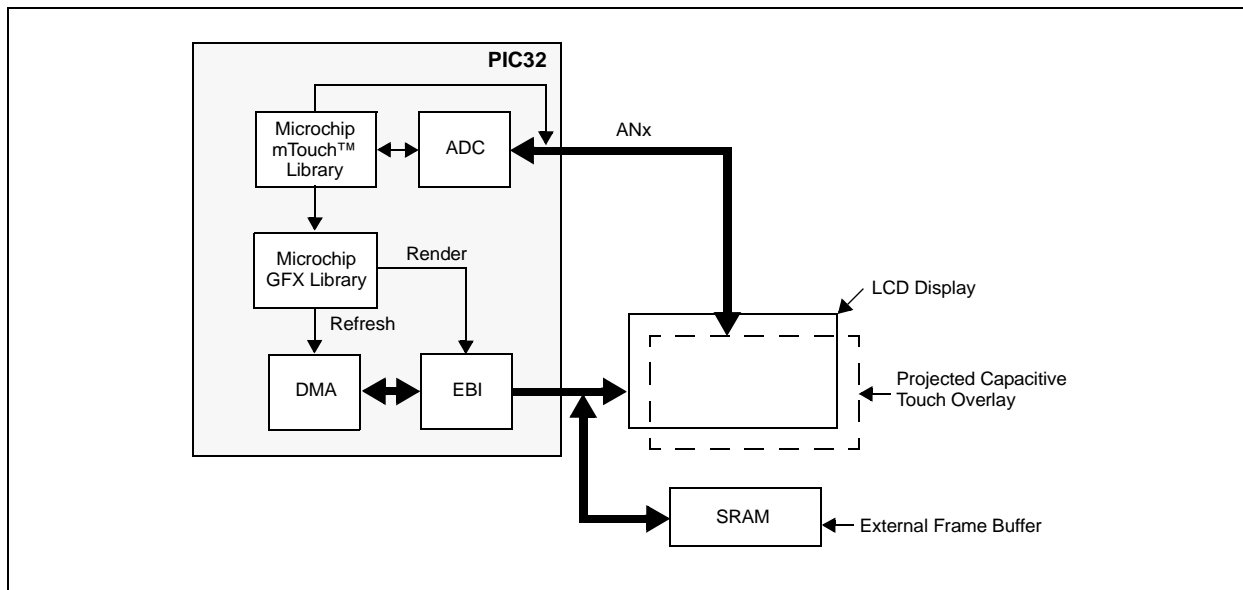 PIC32
Microchip
mTouch™
Library
ADC
ANx
Microchip
GFX Library
Render
Refresh
DMA
EBI
LCD Display
Projected Capacitive
Touch Overlay
SRAM
External Frame Buffer